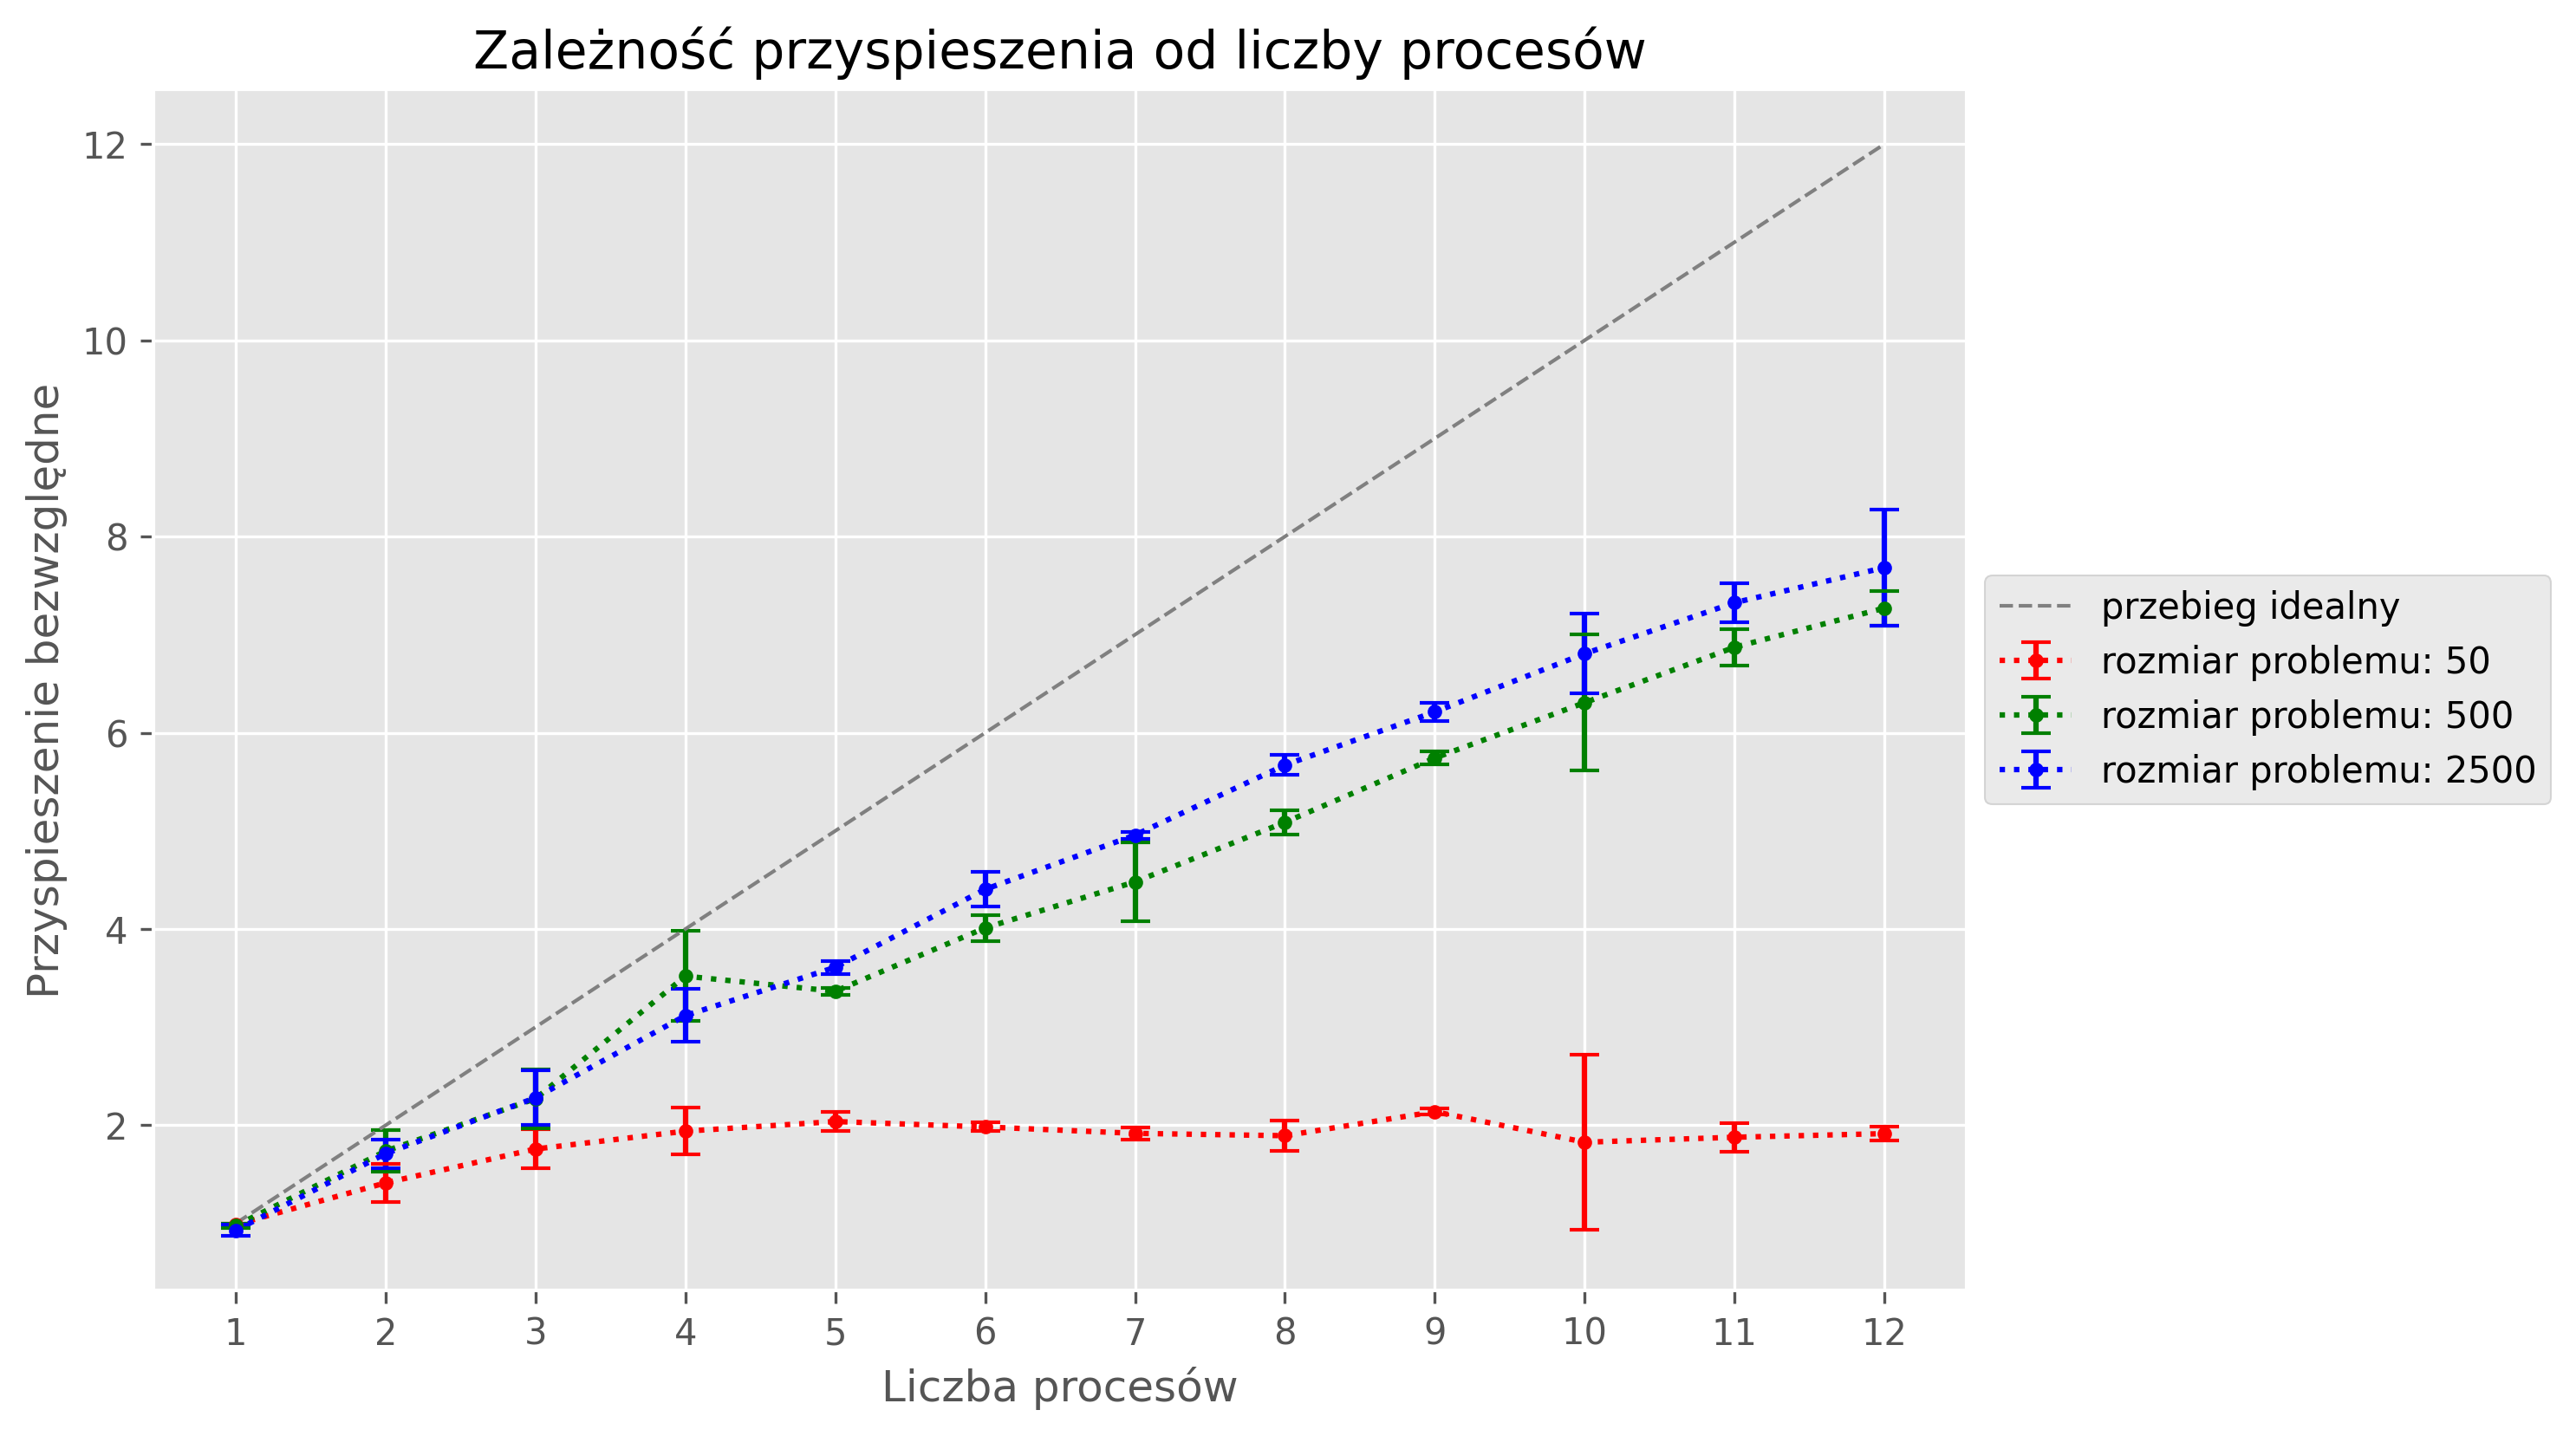 Zależność przyspieszenia od liczby procesów
Przyspieszenie bezwzględne
12
10
8
6
4
2
1 2 3 4 5 6 7 8 9 10 11 12
Liczba procesów
przebieg idealny
rozmiar problemu: 50
rozmiar problemu: 500
rozmiar problemu: 2500